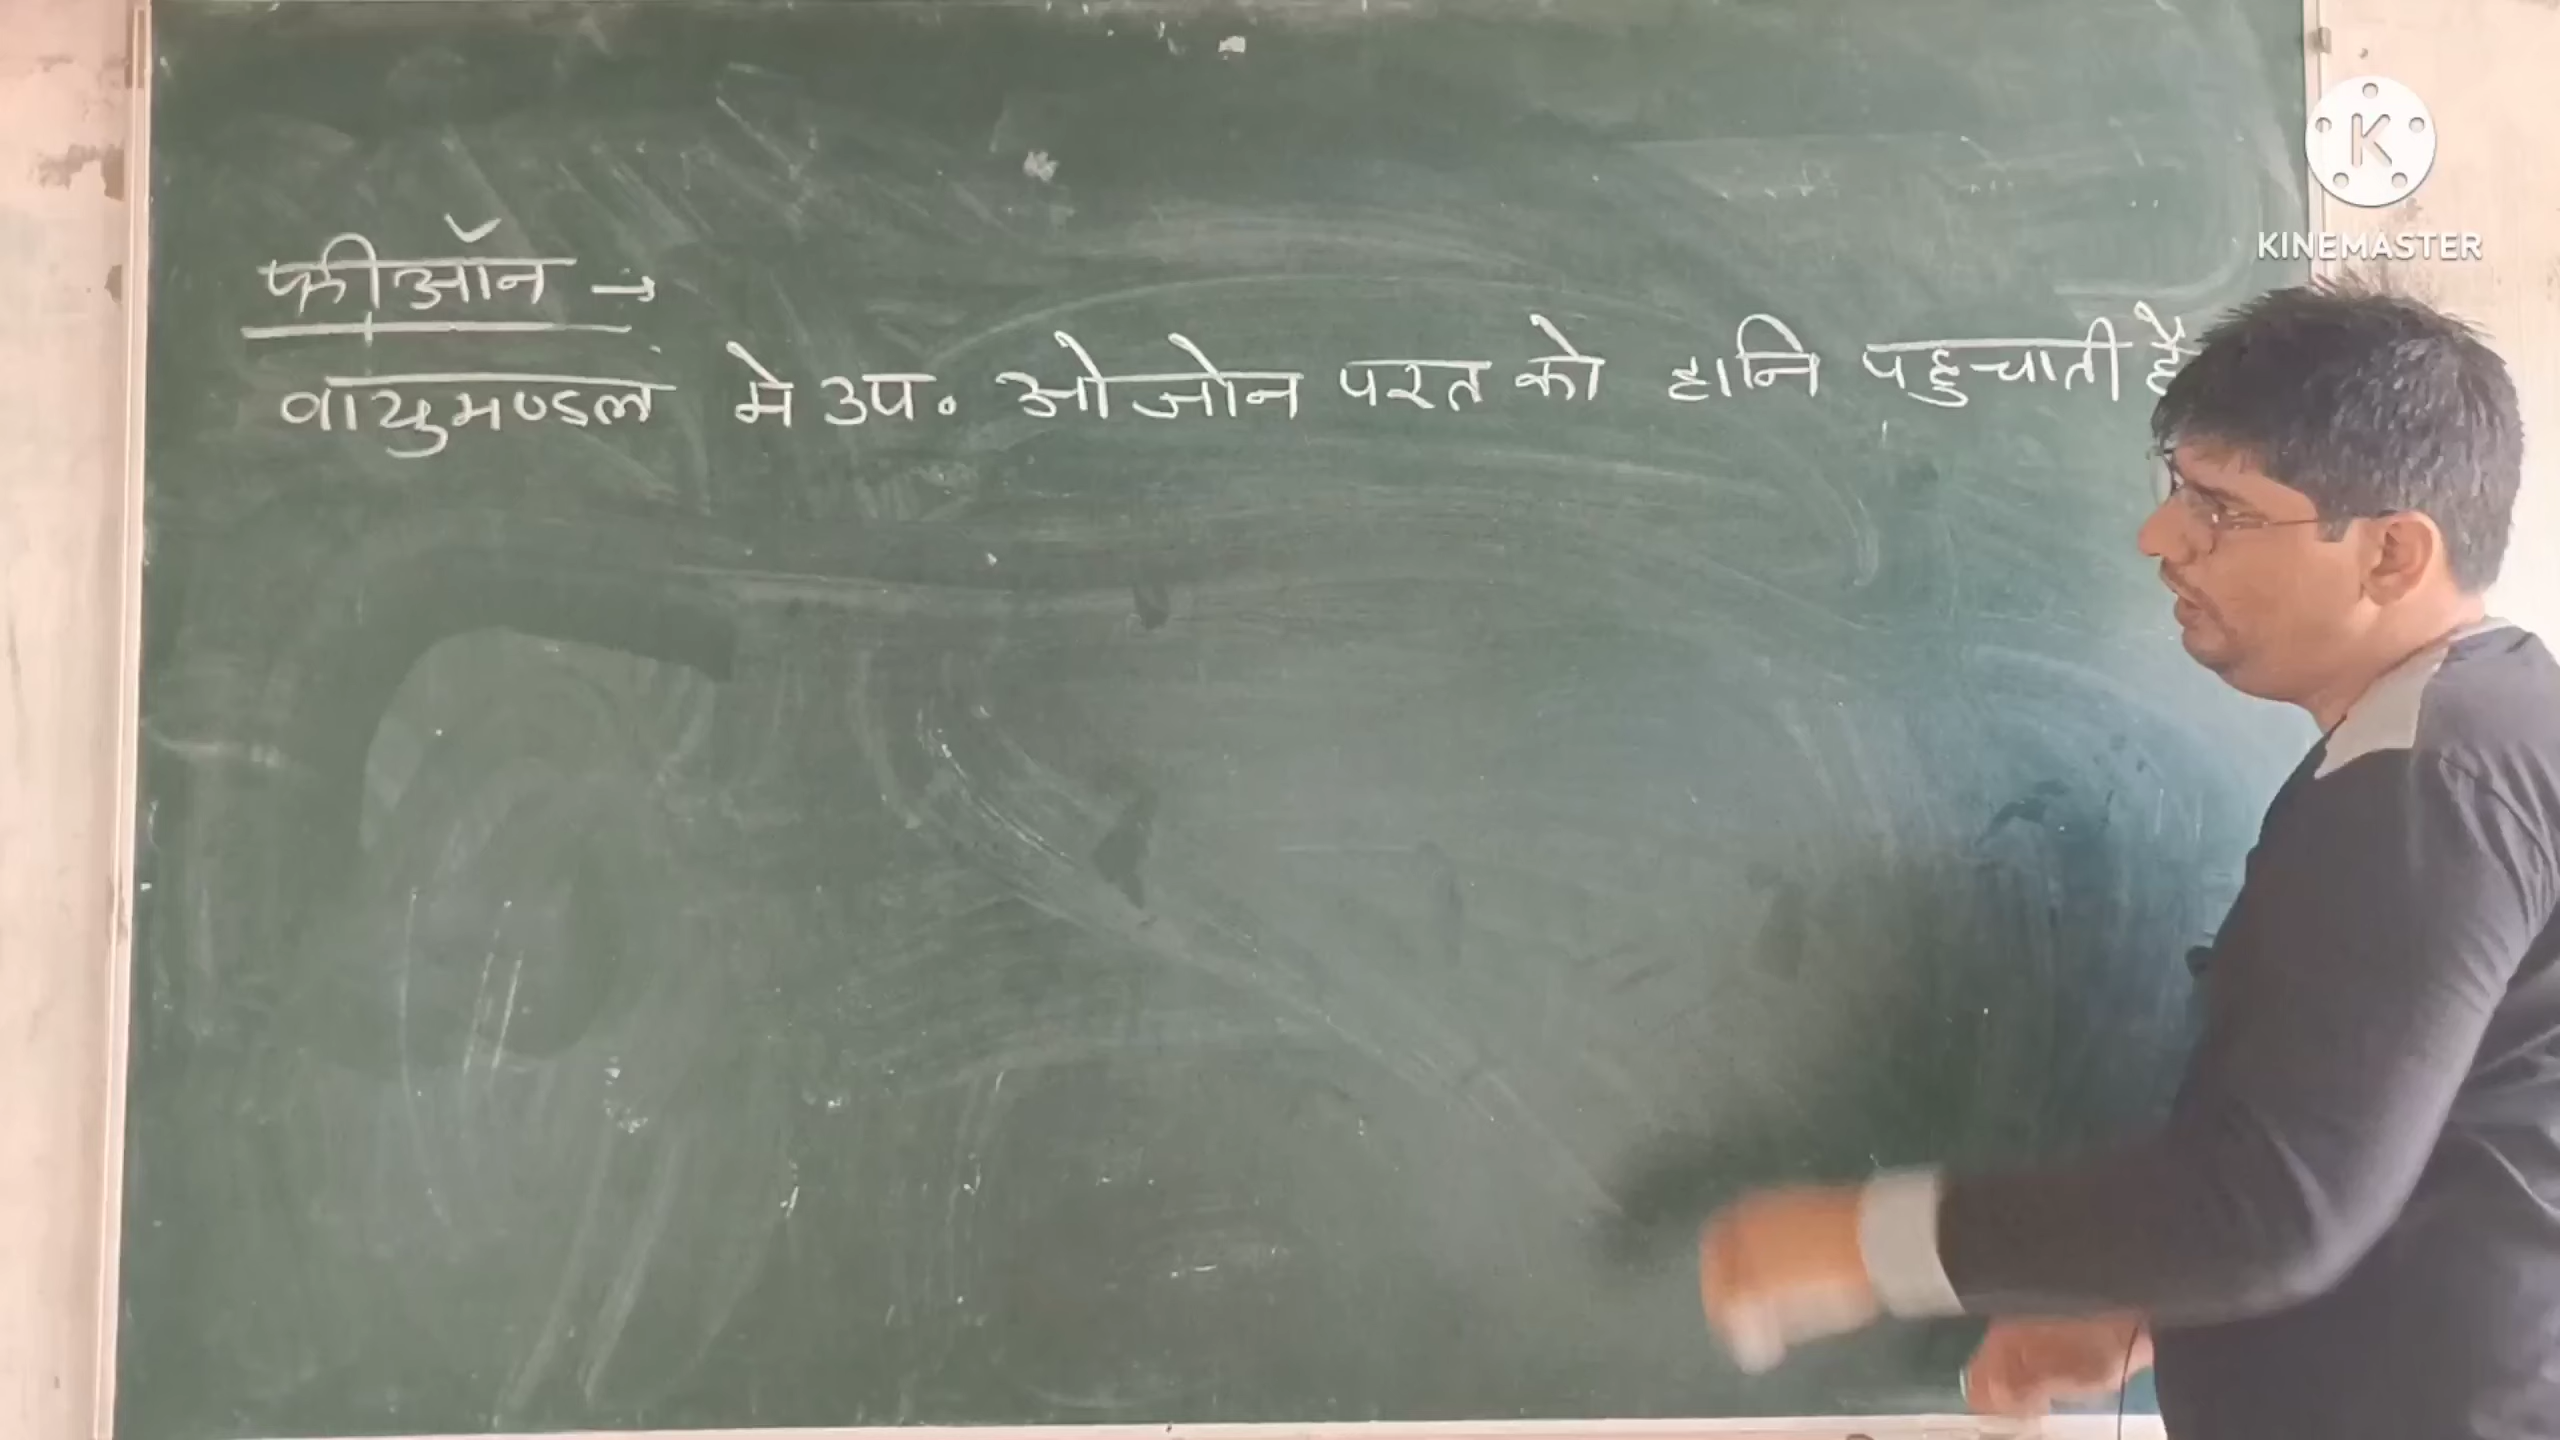 फ्रीऑन →
वायुमण्डल मे उप. ओजोन परत को हानि पहुचाती है
K
KINEMASTER